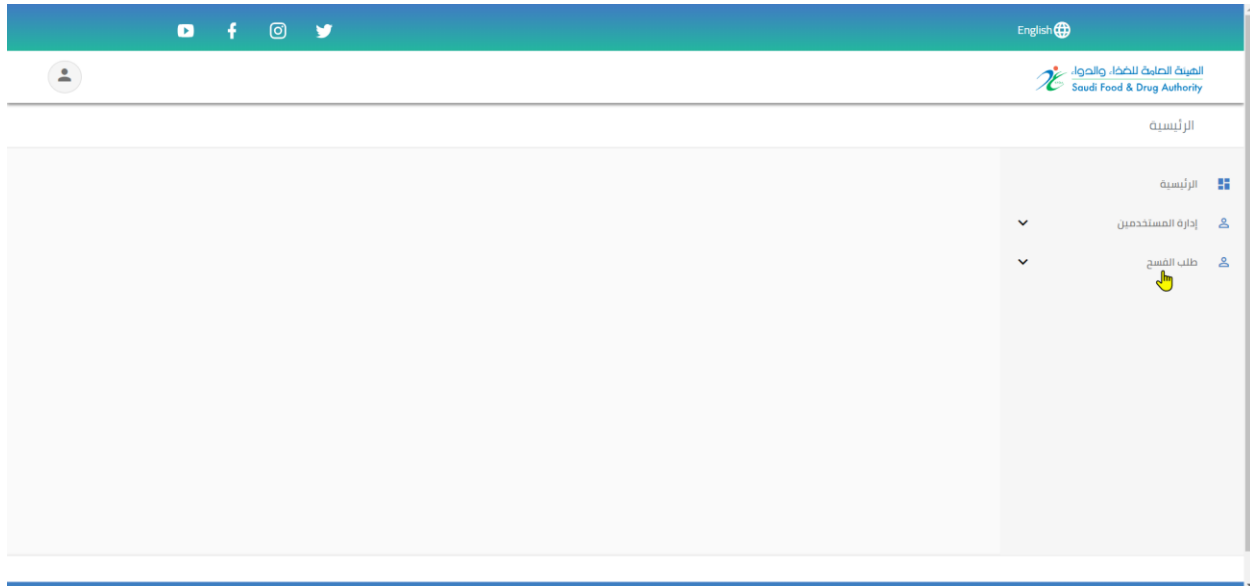 English
الهيئة العامة للغذاء والدواء
Saudi Food & Drug Authority
الرئيسية
الرئيسية
إدارة المستخدمين
طلب الفسح